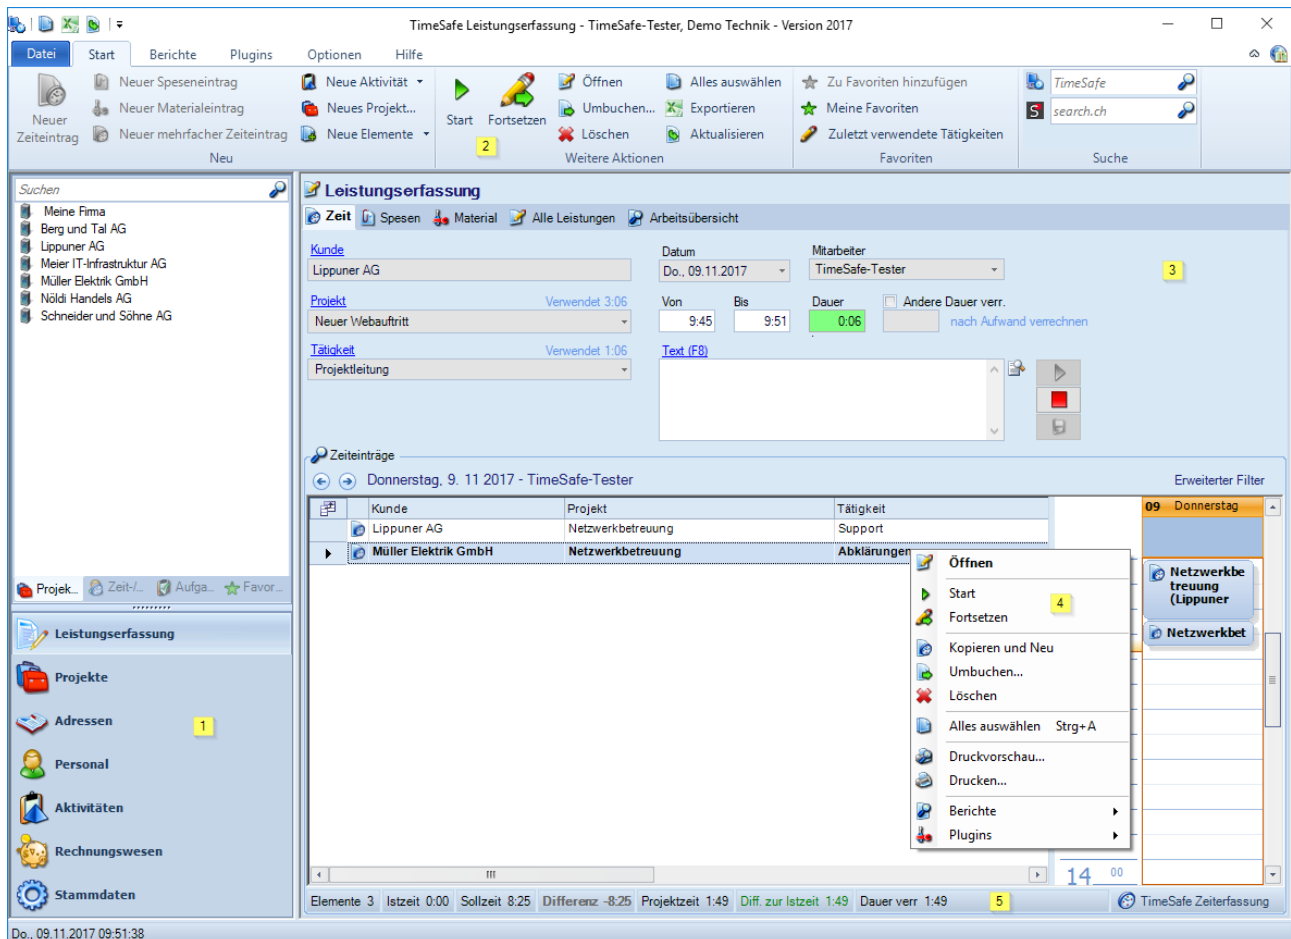 TimeSafe Leistungserfassung - TimeSafe-Tester, Demo Technik - Version 2017
Datei Start Berichte Plugins Optionen Hilfe
Neuer Zeiteintrag
Neuer Speseneintrag
Neuer Materialeintrag
Neuer mehrfacher Zeiteintrag
Neue Aktivität
Neues Projekt...
Neue Elemente
Neu
Start
Fortsetzen
2
Öffnen
Umbuchen...
Löschen
Alles auswählen
Exportieren
Aktualisieren
Weitere Aktionen
Zu Favoriten hinzufügen
Meine Favoriten
Zuletzt verwendete Tätigkeiten
Favoriten
TimeSafe
search.ch
Suche
Suchen
Meine Firma
Berg und Tal AG
Lippuner AG
Meier IT-Infrastruktur AG
Müller Elektrik GmbH
Nöldi Handels AG
Schneider und Söhne AG
Projek... Zeit-/... Aufga... Favor...
Leistungserfassung
Projekte
Adressen
1
Personal
Aktivitäten
Rechnungswesen
Stammdaten
Leistungserfassung
Zeit Spesen Material Alle Leistungen Arbeitsübersicht
Kunde
Lippuner AG
Projekt Verwendet 3:06
Neuer Webauftritt
Tätigkeit Verwendet 1:06
Projektleitung
Datum
Do., 09.11.2017
Mitarbeiter
TimeSafe-Tester
3
Von Bis Dauer Andere Dauer verr.
9:45 9:51 0:06 nach Aufwand verrechnen
Text (F8)
Zeiteinträge
Donnerstag, 9. 11 2017 - TimeSafe-Tester Erweiterter Filter
Kunde Projekt Tätigkeit
Lippuner AG Netzwerkbetreuung Support
Müller Elektrik GmbH Netzwerkbetreuung Abklärungen
Öffnen
Start
4
Fortsetzen
Kopieren und Neu
Umbuchen...
Löschen
Alles auswählen Strg+A
Druckvorschau...
Drucken...
Berichte
Plugins
09 Donnerstag
Netzwerkbe
treuung
(Lippuner
Netzwerkbet
14 00
Elemente 3 Istzeit 0:00 Sollzeit 8:25 Differenz -8:25 Projektzeit 1:49 Diff. zur Istzeit 1:49 Dauer verr 1:49 5 TimeSafe Zeiterfassung
Do., 09.11.2017 09:51:38